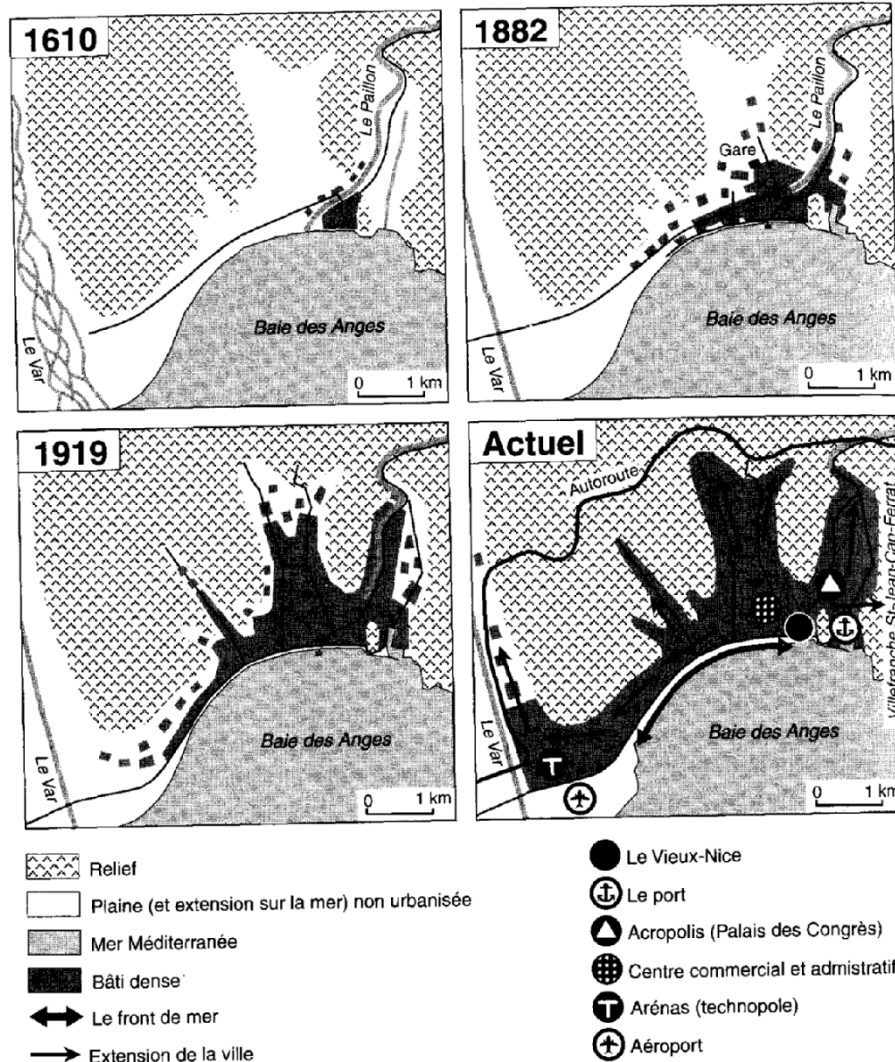 1610
Le Paillon
Baie des Anges
Le Var
0 1 km
1882
Le Paillon
Gare
Baie des Anges
Le Var
0 1 km
1919
Baie des Anges
Le Var
0 1 km
Actuel
Autoroute
Villefranche, Saint-Jean-Cap-Ferrat
Baie des Anges
Le Var
0 1 km
Relief
Plaine (et extension sur la mer) non urbanisée
Mer Méditerranée
Bâti dense
Le front de mer
Extension de la ville
Le Vieux-Nice
Le port
Acropolis (Palais des Congrès)
Centre commercial et admistratif
Arénas (technopole)
Aéroport